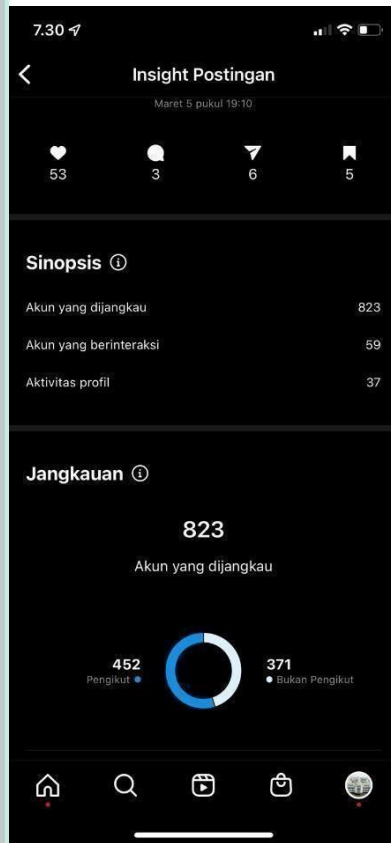 7.30
Insight Postingan
Maret 5 pukul 19:10
53 3 6 5
Sinopsis
Akun yang dijangkau 823
Akun yang berinteraksi 59
Aktivitas profil 37
Jangkauan
823
Akun yang dijangkau
452 371
Pengikut Bukan Pengikut